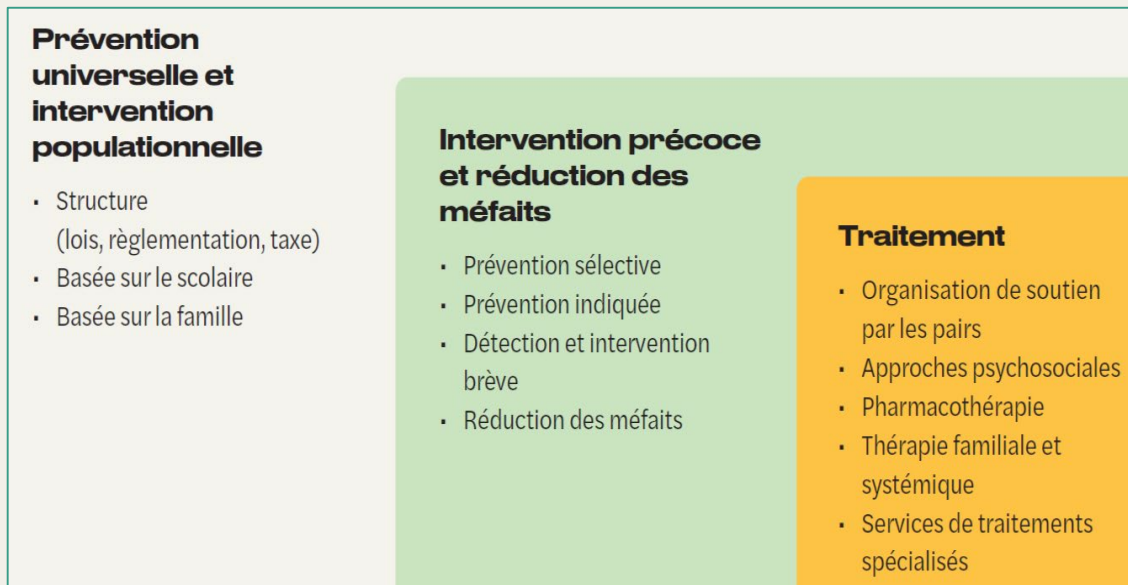 Prévention
universelle et
intervention
populationnelle
• Structure
(lois, règlementation, taxe)
• Basée sur le scolaire
• Basée sur la famille
Intervention précoce
et réduction des
méfaits
• Prévention sélective
• Prévention indiquée
• Détection et intervention
brève
• Réduction des méfaits
Traitement
• Organisation de soutien
par les pairs
• Approches psychosociales
• Pharmacothérapie
• Thérapie familiale et
systémique
• Services de traitements
spécialisés